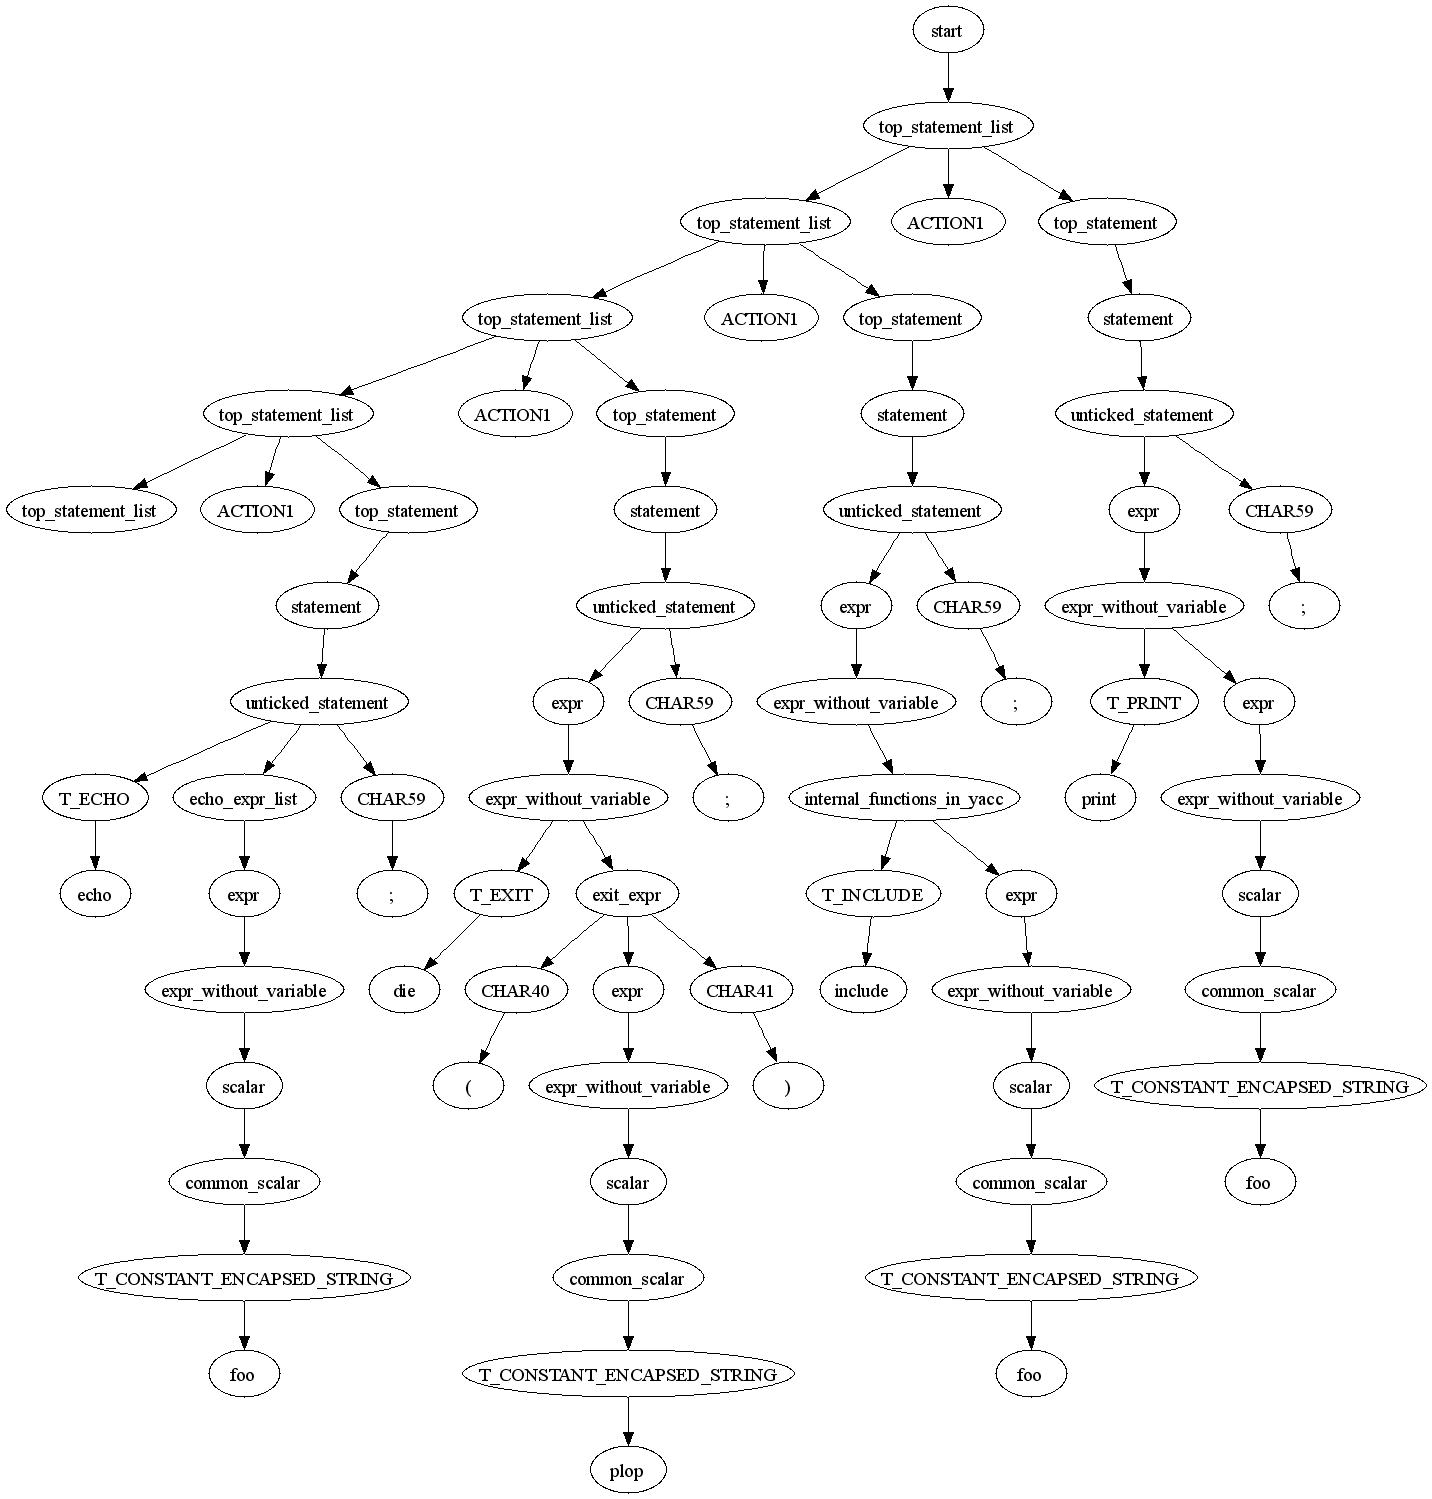 start
top_statement_list
top_statement_list ACTION1 top_statement
top_statement_list ACTION1 top_statement statement
top_statement_list ACTION1 top_statement statement unticked_statement
top_statement_list ACTION1 top_statement statement unticked_statement expr CHAR59
statement unticked_statement expr CHAR59 expr_without_variable ;
unticked_statement expr CHAR59 expr_without_variable ; T_PRINT expr
T_ECHO echo_expr_list CHAR59 expr_without_variable ; internal_functions_in_yacc print expr_without_variable
echo expr ; T_EXIT exit_expr T_INCLUDE expr scalar
expr_without_variable die CHAR40 expr CHAR41 include expr_without_variable common_scalar
scalar ( expr_without_variable ) scalar T_CONSTANT_ENCAPSED_STRING
common_scalar scalar common_scalar foo
T_CONSTANT_ENCAPSED_STRING common_scalar T_CONSTANT_ENCAPSED_STRING
foo T_CONSTANT_ENCAPSED_STRING foo
plop